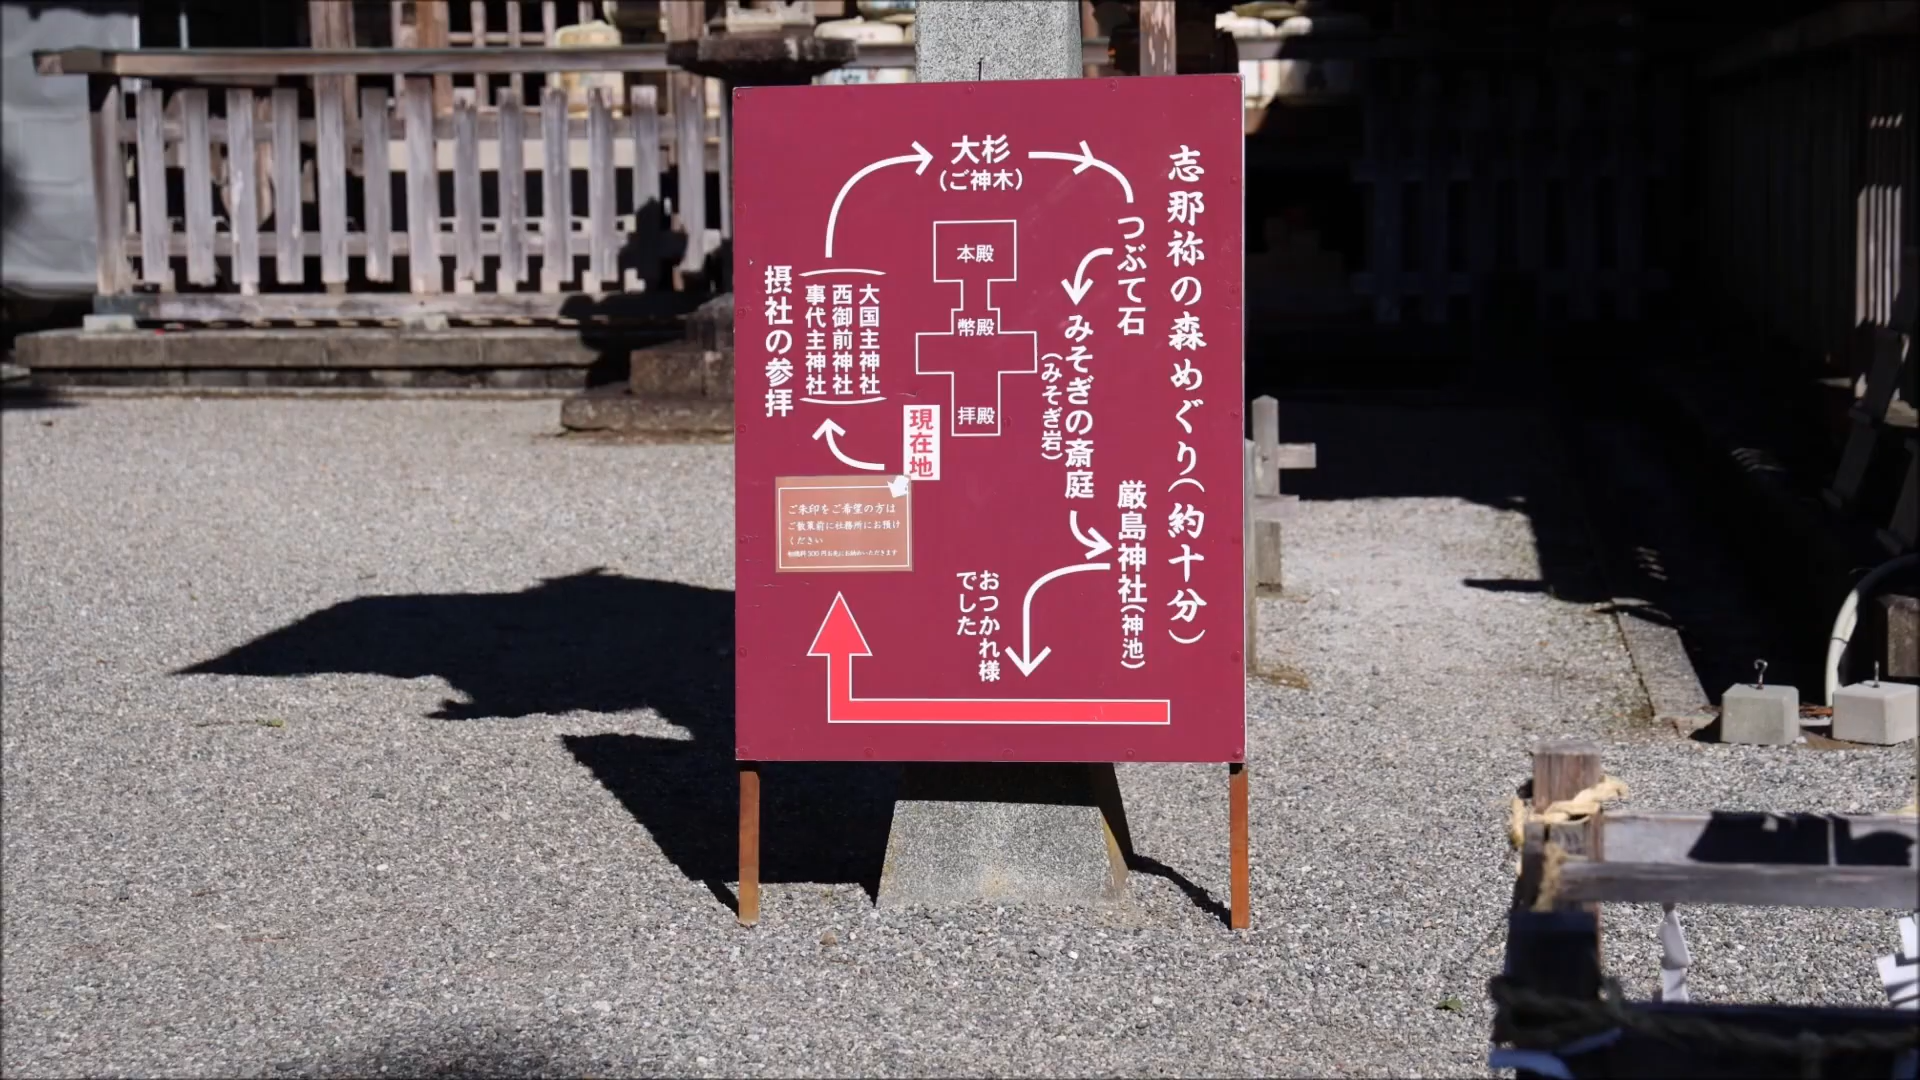 志那祢の森めぐり(約十分)
大杉
(ご神木)
つぶて石
みそぎの斎庭
(みそぎ岩)
厳島神社(神池)
おつかれ様
でした
本殿
幣殿
拝殿
現在地
大国主神社
西御前神社
事代主神社
摂社の参拝
ご朱印をご希望の方は
ご散策前に社務所にお預け
ください